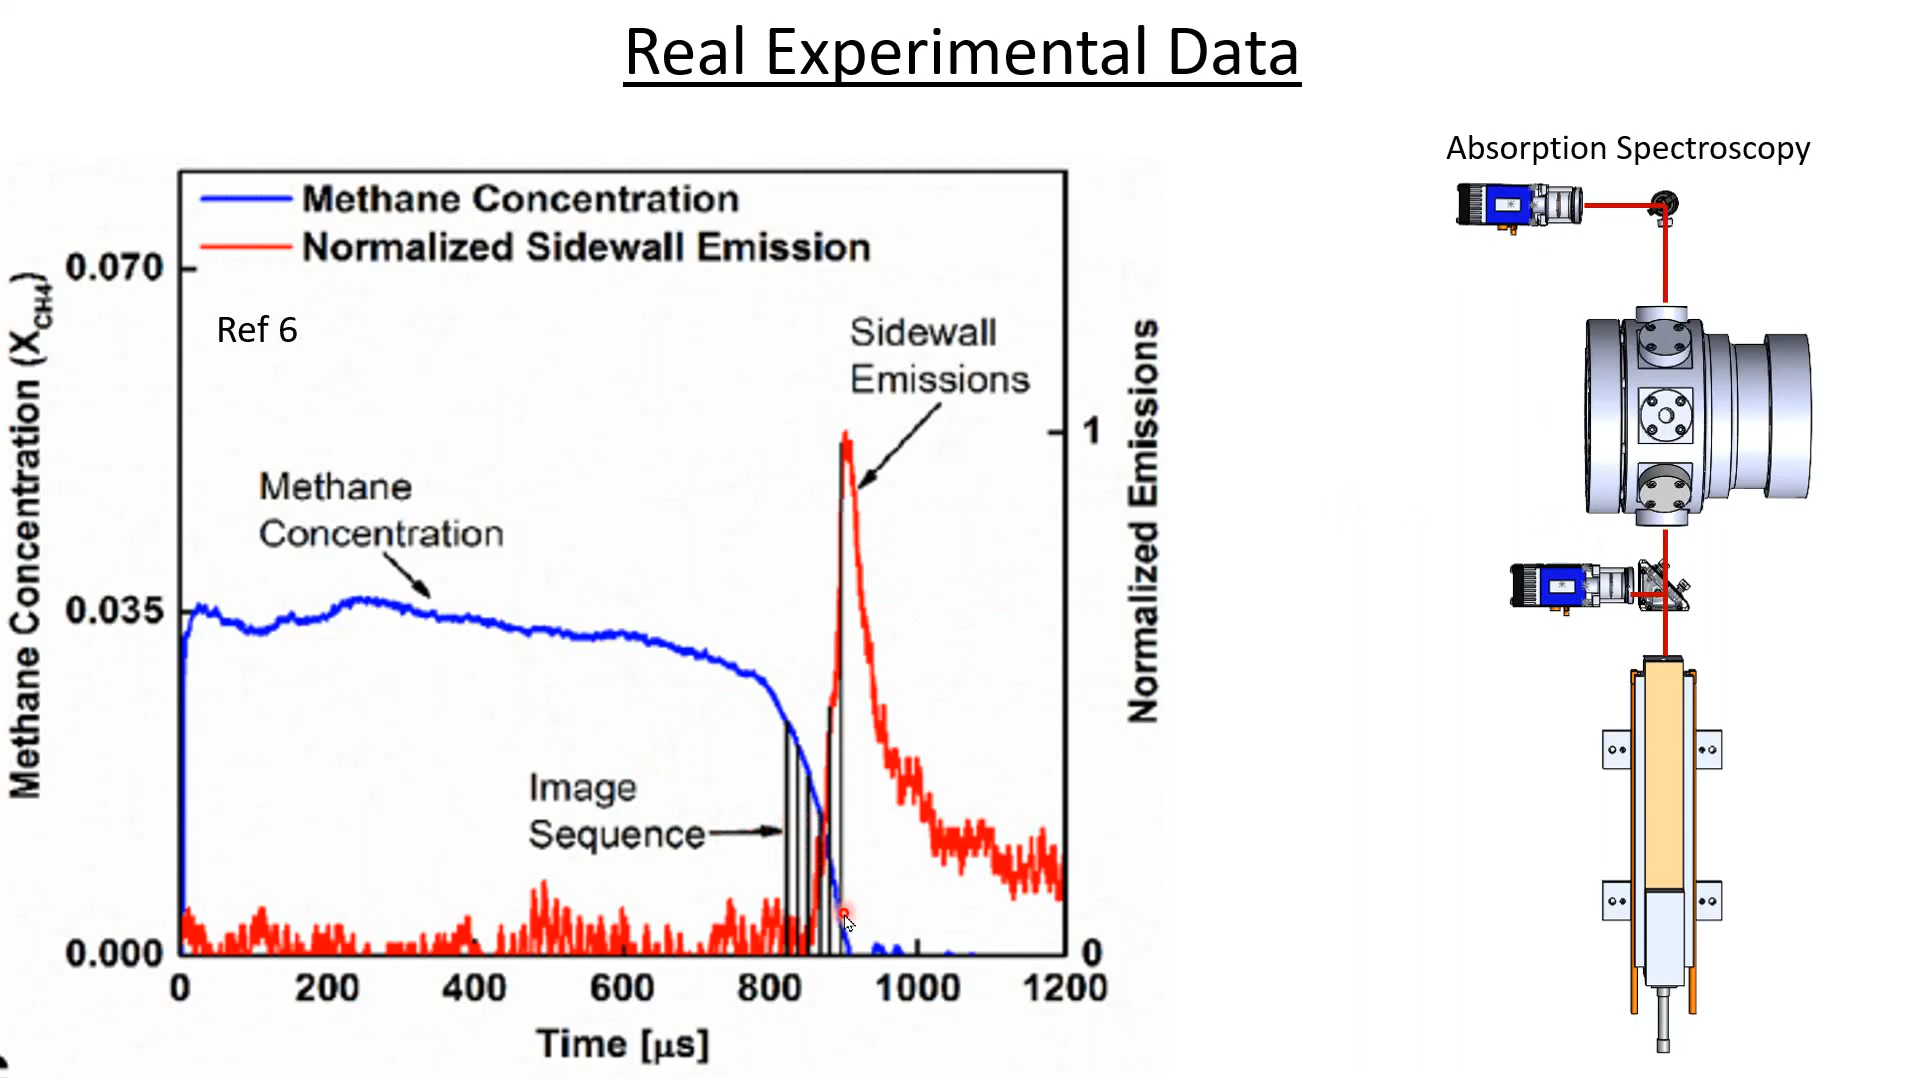 Real Experimental Data
Absorption Spectroscopy
Methane Concentration
Normalized Sidewall Emission
Methane Concentration (X_CH4)
0.070
0.035
0.000
Ref 6
Sidewall
Emissions
Methane
Concentration
Image
Sequence
1
0
Normalized Emissions
0
200
400
600
800
1000
1200
Time [μs]